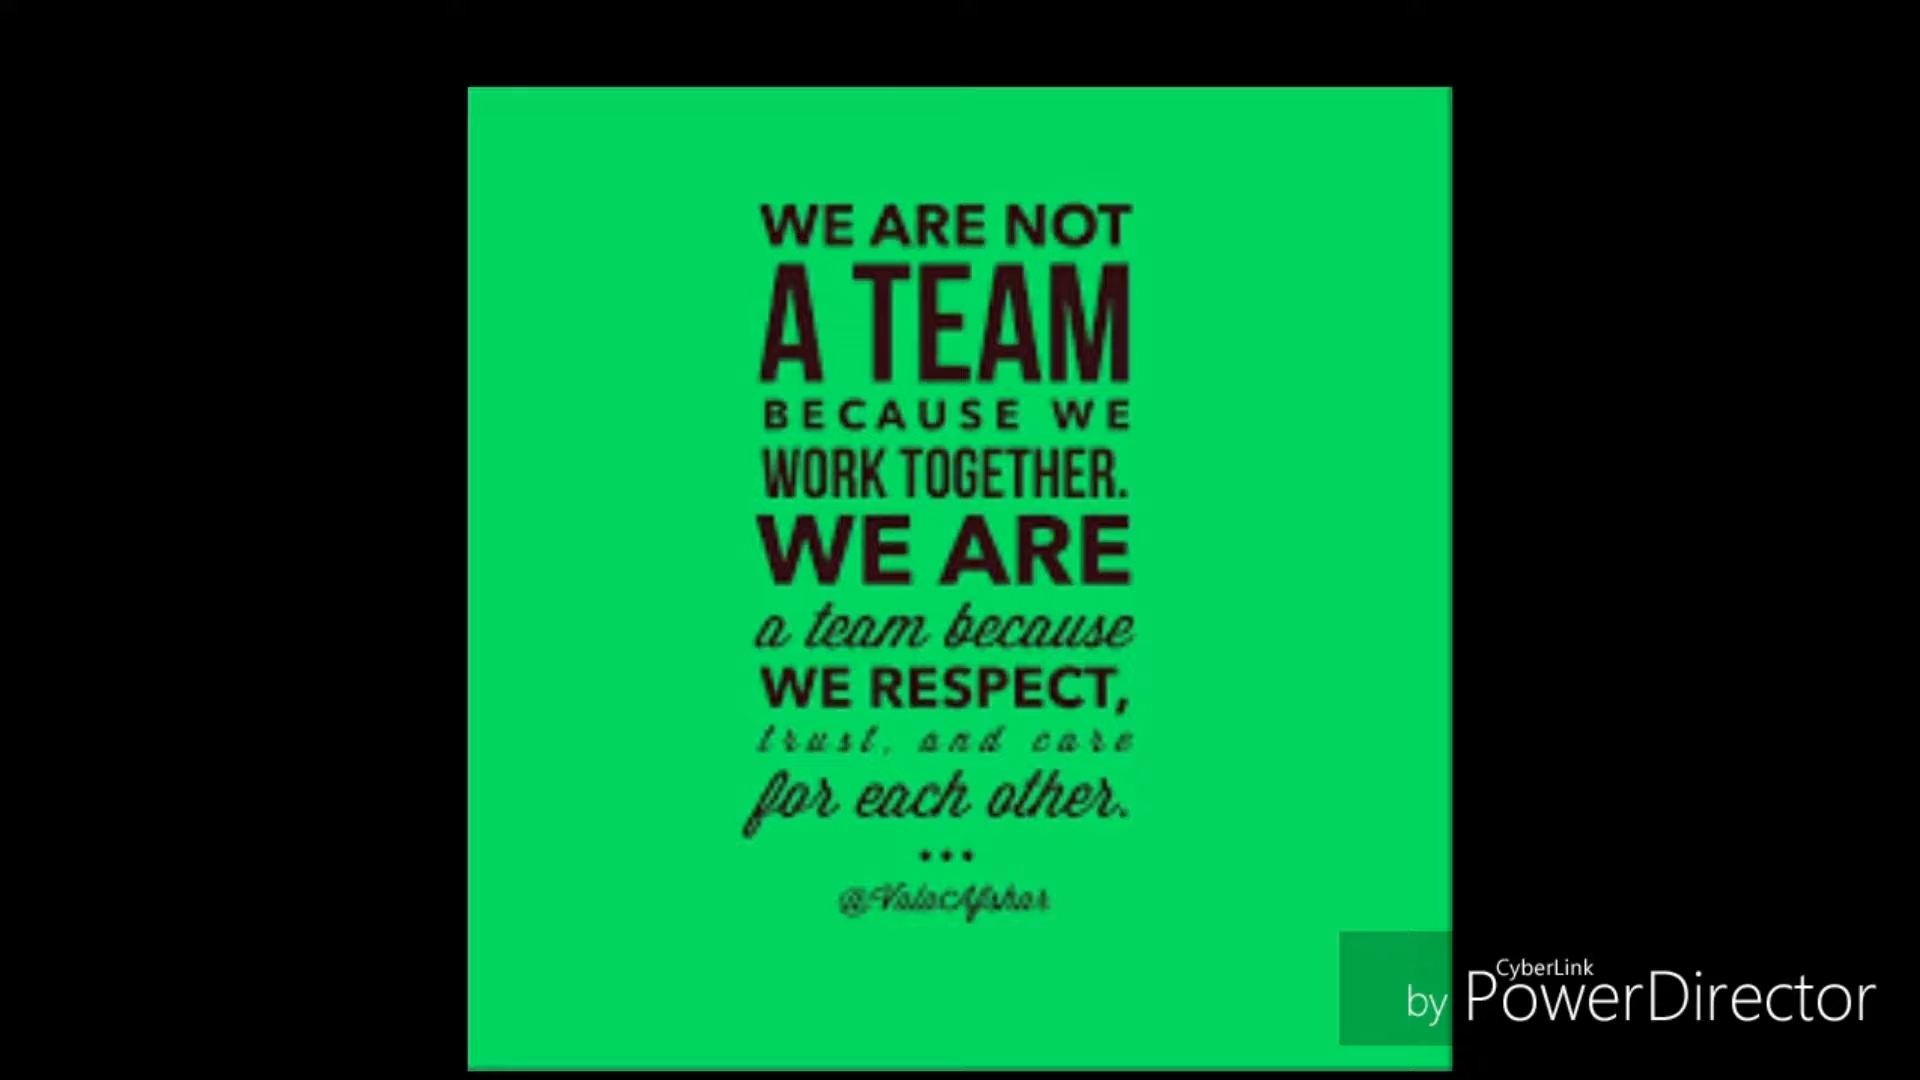 WE ARE NOT
A TEAM
BECAUSE WE
WORK TOGETHER.
WE ARE
a team because
WE RESPECT,
trust, and care
for each other.
...
@ValaAfshar
CyberLink
by PowerDirector